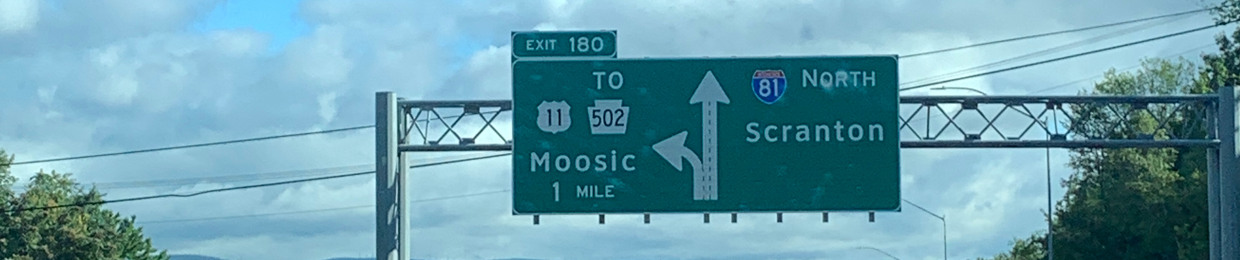 EXIT 180
TO
11 502
Moosic
1 MILE
81 NORTH
Scranton